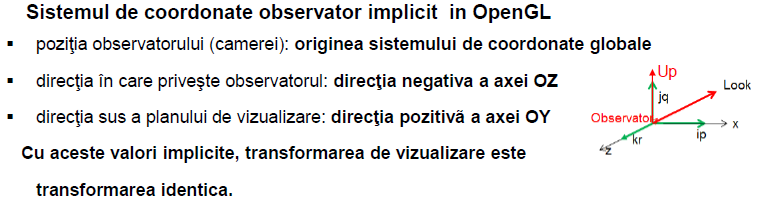 Sistemul de coordonate observator implicit in OpenGL
▪ poziţia observatorului (camerei): originea sistemului de coordonate globale
▪ direcţia în care priveşte observatorul: direcţia negativa a axei OZ
▪ direcţia sus a planului de vizualizare: direcţia pozitivã a axei OY
Cu aceste valori implicite, transformarea de vizualizare este
transformarea identica.
Up
Look
jq
Observator
x
ip
kr
z